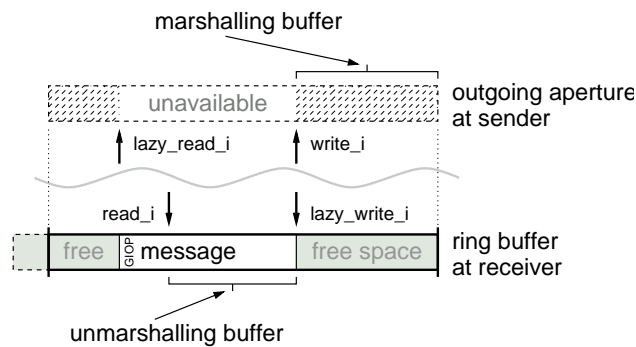 marshalling buffer
unavailable
outgoing aperture
at sender
lazy_read_i
write_i
read_i
lazy_write_i
free
GIOP
message
free space
ring buffer
at receiver
unmarshalling buffer